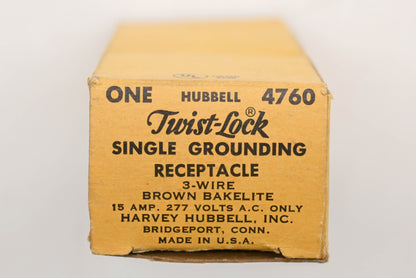 ONE HUBBELL 4760
Twist-Lock®
SINGLE GROUNDING
RECEPTACLE
3-WIRE
BROWN BAKELITE
15 AMP. 277 VOLTS A.C. ONLY
HARVEY HUBBELL, INC.
BRIDGEPORT, CONN.
MADE IN U.S.A.